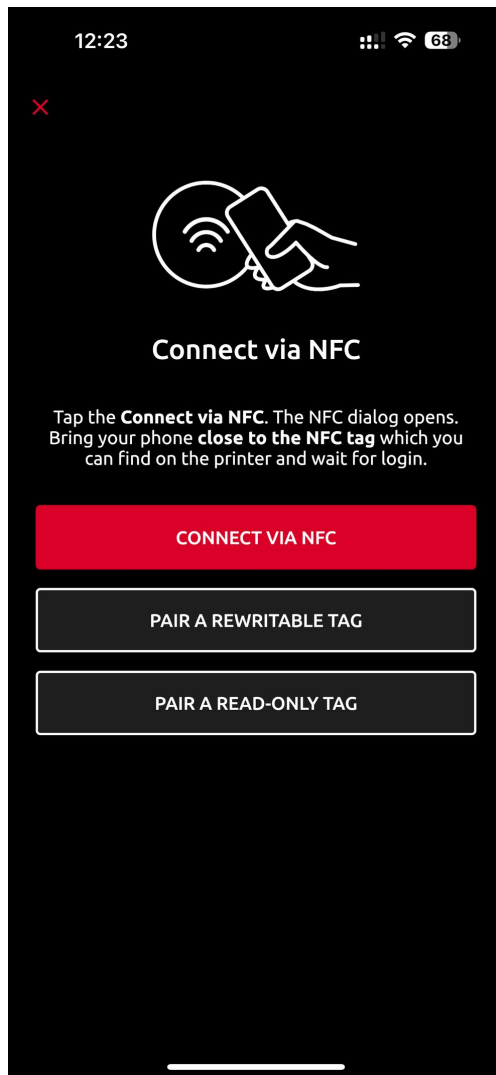 12:23
68
Connect via NFC
Tap the Connect via NFC. The NFC dialog opens.
Bring your phone close to the NFC tag which you
can find on the printer and wait for login.
CONNECT VIA NFC
PAIR A REWRITABLE TAG
PAIR A READ-ONLY TAG